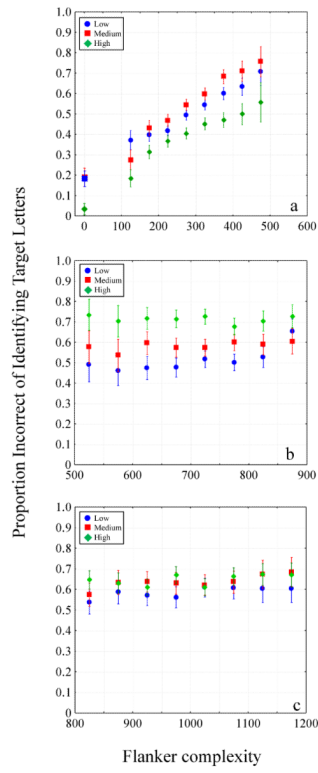 Proportion Incorrect of Identifying Target Letters
1.0
0.9
0.8
0.7
0.6
0.5
0.4
0.3
0.2
0.1
0
Low
Medium
High
a
0 100 200 300 400 500 600
1.0
0.9
0.8
0.7
0.6
0.5
0.4
0.3
0.2
0.1
0
Low
Medium
High
b
500 600 700 800 900
1.0
0.9
0.8
0.7
0.6
0.5
0.4
0.3
0.2
0.1
0
Low
Medium
High
c
800 900 1000 1100 1200
Flanker complexity